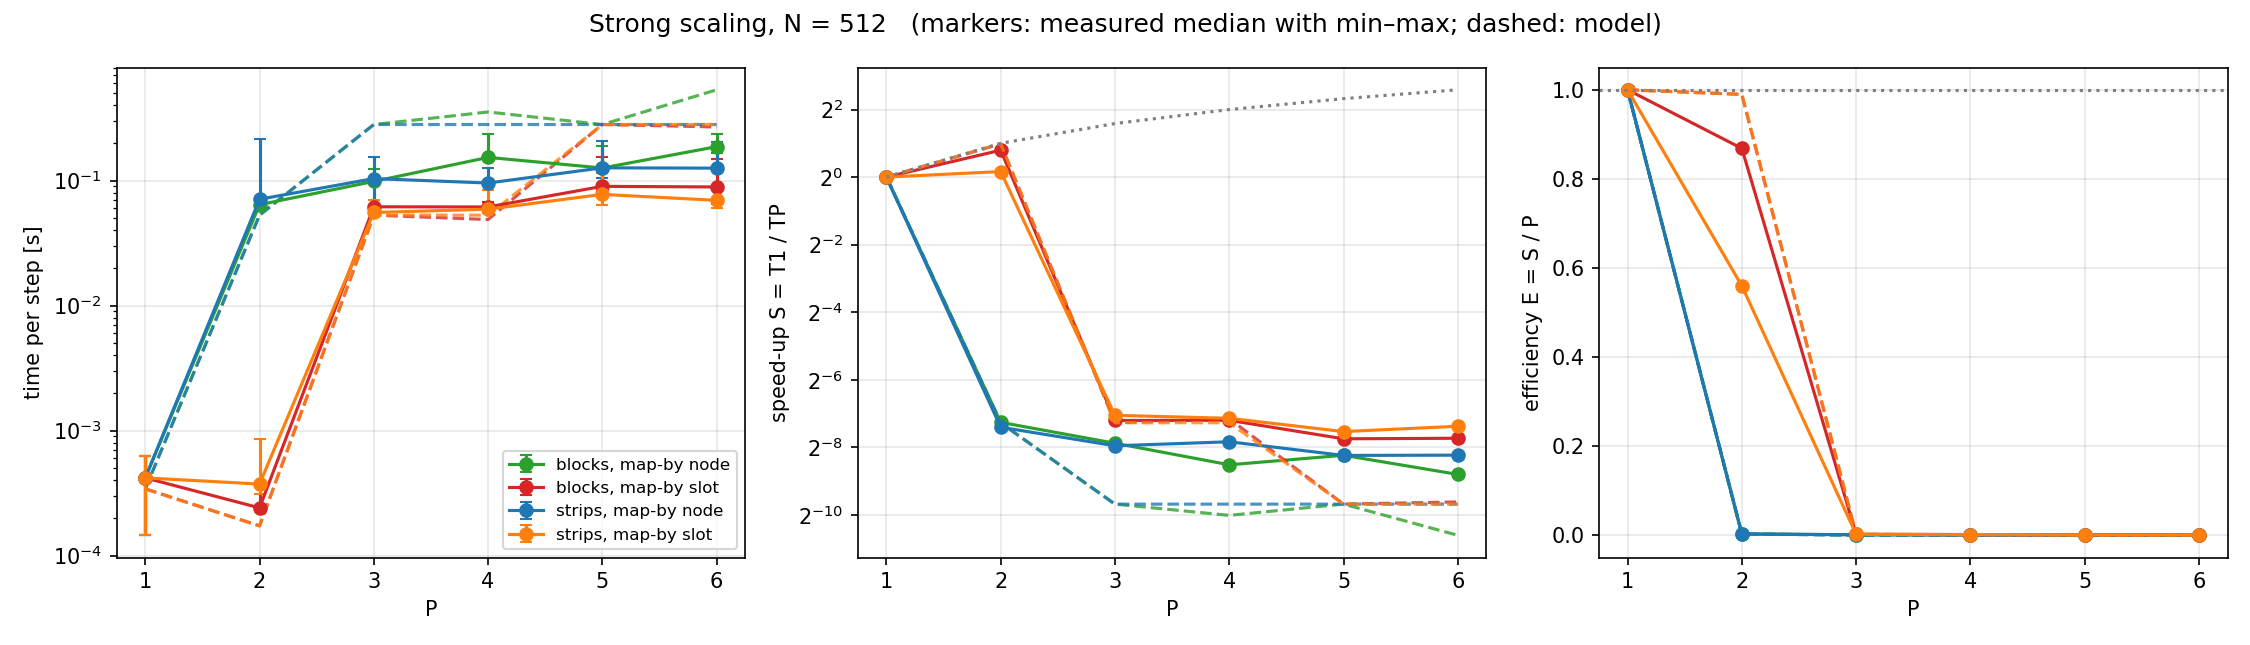 Strong scaling, N = 512   (markers: measured median with min–max; dashed: model)
time per step [s]
10⁻¹
10⁻²
10⁻³
10⁻⁴
blocks, map-by node
blocks, map-by slot
strips, map-by node
strips, map-by slot
1 2 3 4 5 6
P
speed-up S = T1 / TP
2²
2⁰
2⁻²
2⁻⁴
2⁻⁶
2⁻⁸
2⁻¹⁰
1 2 3 4 5 6
P
efficiency E = S / P
1.0
0.8
0.6
0.4
0.2
0.0
1 2 3 4 5 6
P